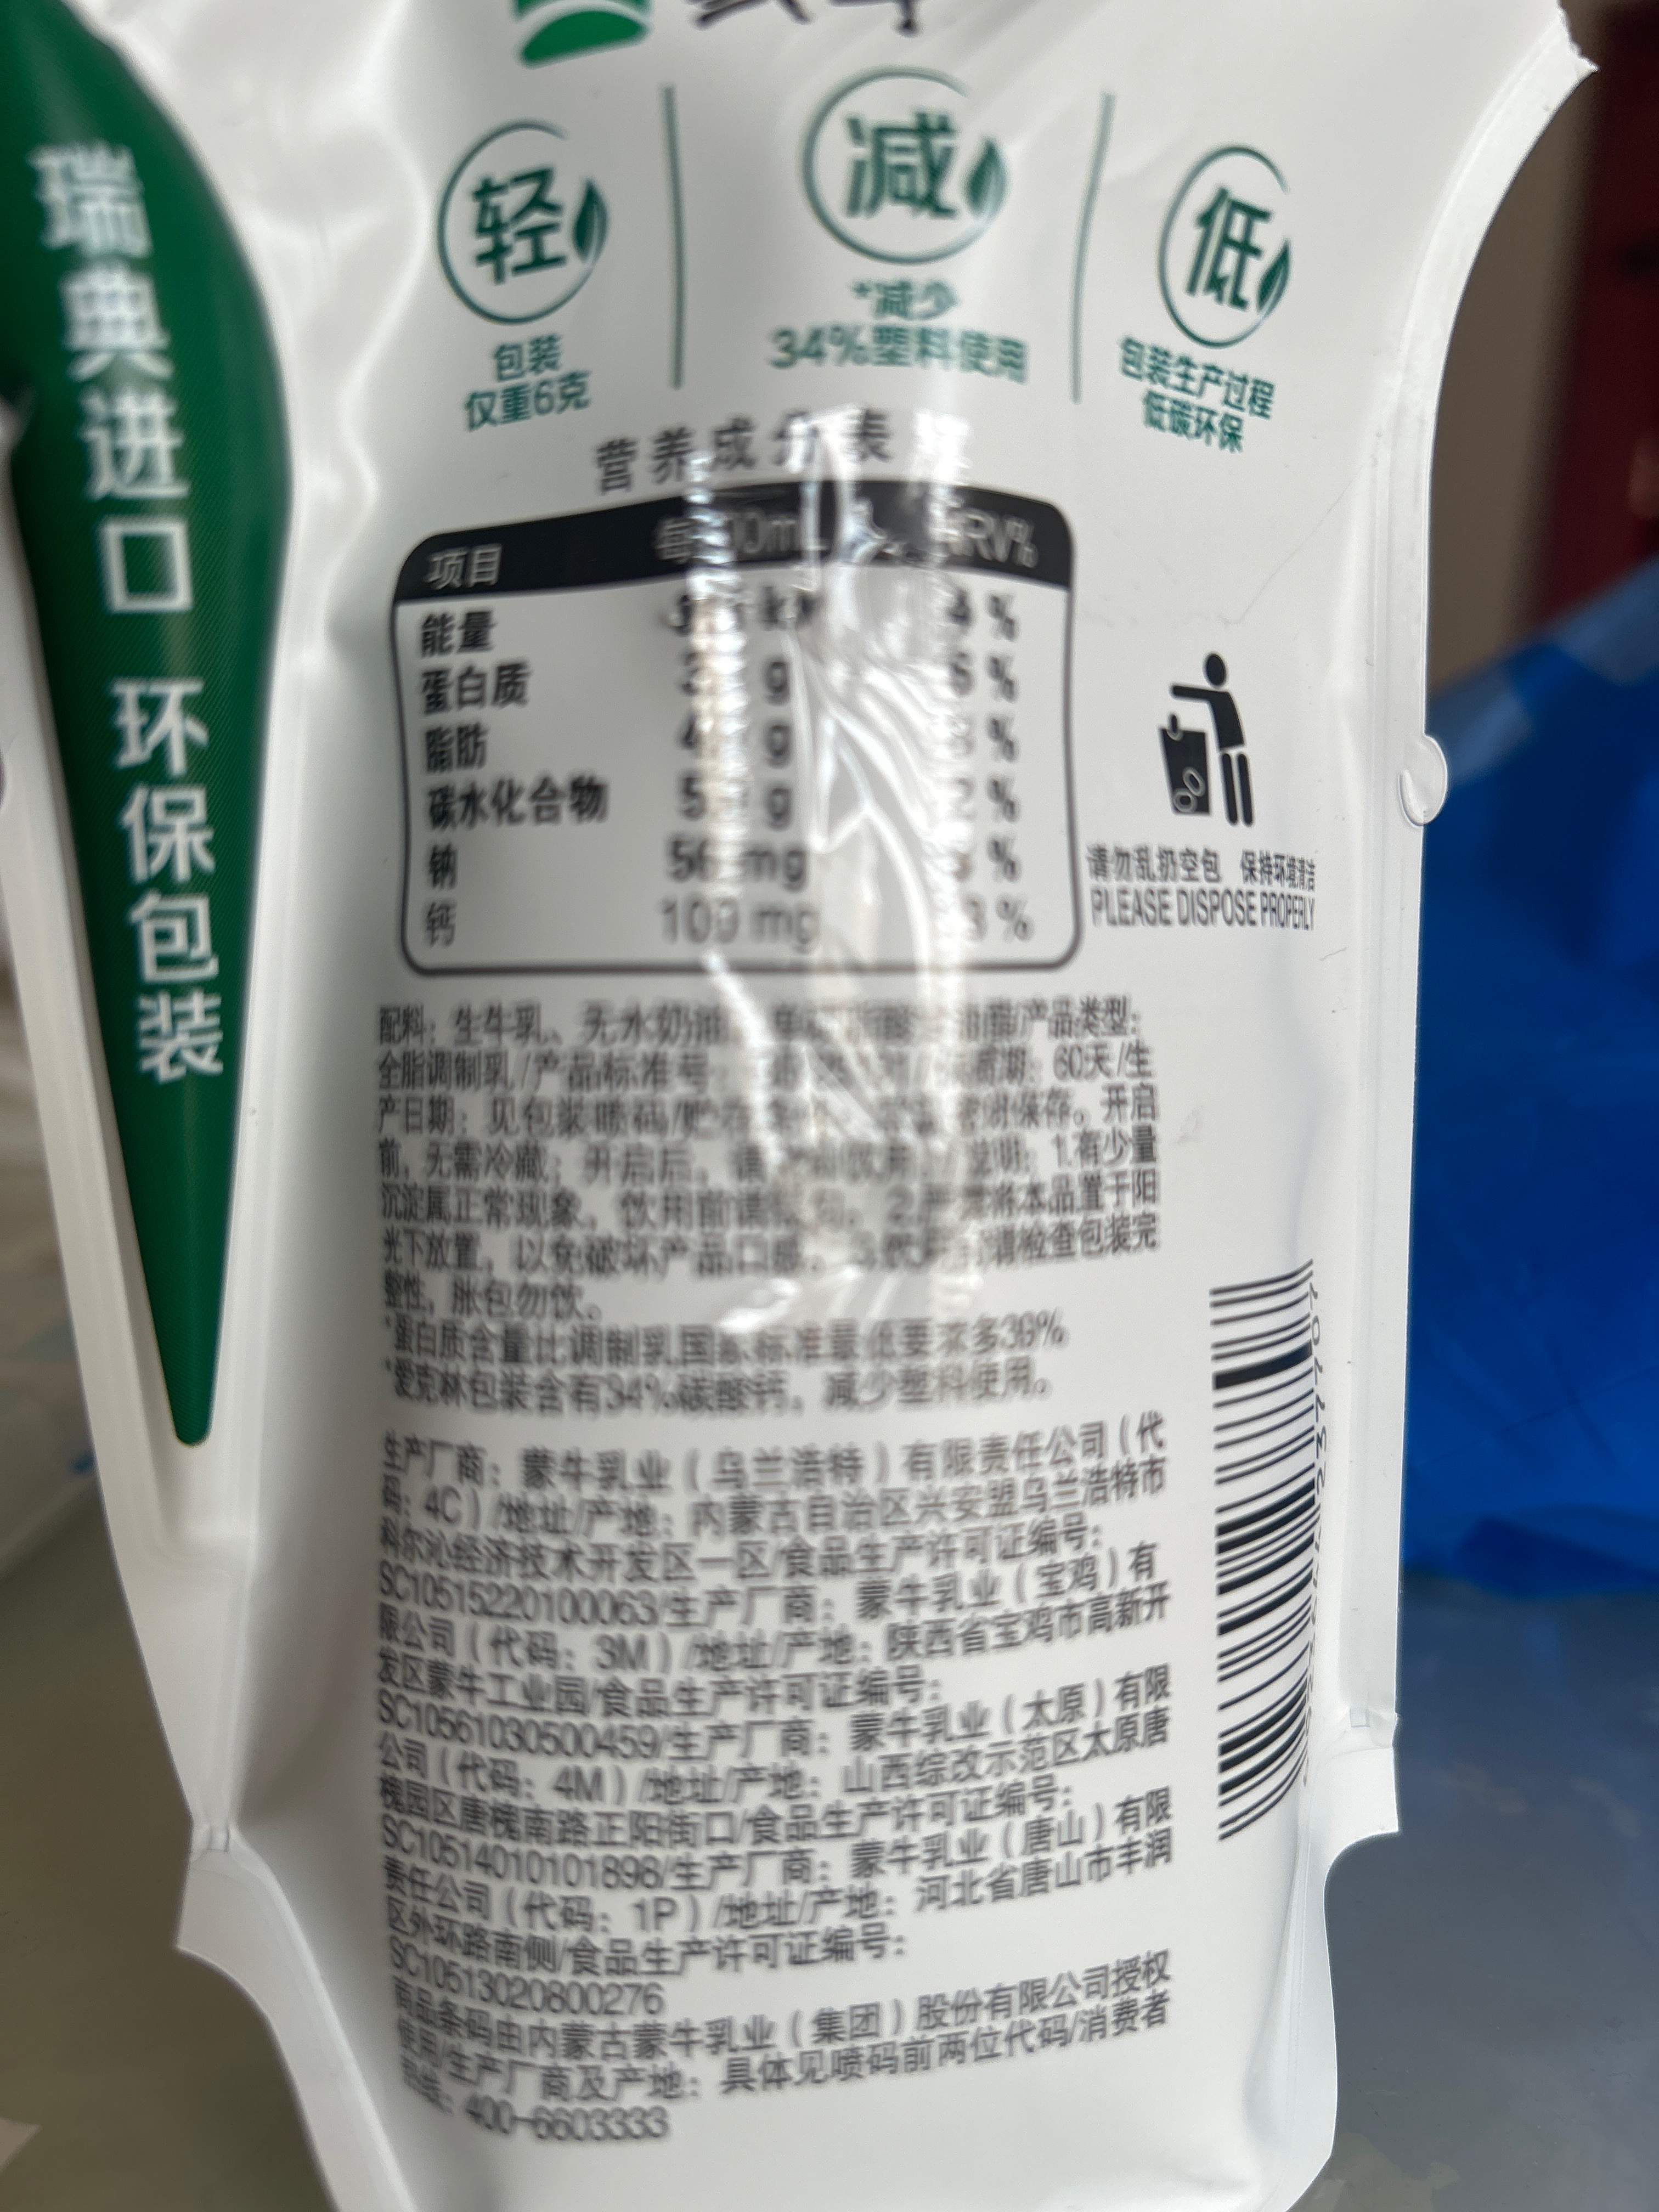 瑞典进口 环保包装
轻
包装
仅重6克
减
*减少
34%塑料使用
低
包装生产过程
低碳环保
营养成分表
项目 NRV%
能量 4 %
蛋白质 g 6 %
脂肪 g %
碳水化合物 g 2 %
钠 mg %
钙 109 mg %
请勿乱扔空包 保持环境清洁
PLEASE DISPOSE PROPERLY
配料：生牛乳、无水奶油、 产品类型：
全脂调制乳/产品标准号： 60天/生
产日期：见包装喷码/贮存 保存。开启
前，无需冷藏；开启后， 1.有少量
沉淀属正常现象，饮用前请 将本品置于阳
光下放置，以免破坏产品口感。 请检查包装完
整性，胀包勿饮。
*蛋白质含量比调制乳国家标准最低要求多39%
*爱克林包装含有34%碳酸钙，减少塑料使用。
生产厂商：蒙牛乳业（乌兰浩特）有限责任公司（代
码：4C）/地址/产地：内蒙古自治区兴安盟乌兰浩特市
科尔沁经济技术开发区一区/食品生产许可证编号：
SC10515220100063/生产厂商：蒙牛乳业（宝鸡）有
限公司（代码：3M）/地址/产地：陕西省宝鸡市高新开
发区蒙牛工业园/食品生产许可证编号：
SC10561030500459/生产厂商：蒙牛乳业（太原）有限
公司（代码：4M）/地址/产地：山西综改示范区太原唐
槐园区唐槐南路正阳街口/食品生产许可证编号：
SC10514010101898/生产厂商：蒙牛乳业（唐山）有限
责任公司（代码：1P）/地址/产地：河北省唐山市丰润
区外环路南侧/食品生产许可证编号：
SC10513020800276
商品条码由内蒙古蒙牛乳业（集团）股份有限公司授权
使用/生产厂商及产地：具体见喷码前两位代码/消费者
400-6603333